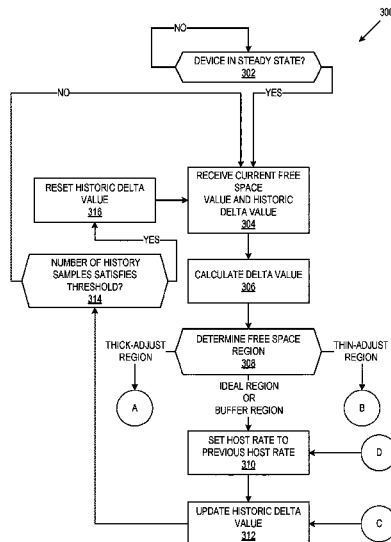 300
NO
DEVICE IN STEADY STATE?
302
NO
YES
RECEIVE CURRENT FREE
SPACE
VALUE AND HISTORIC
DELTA VALUE
304
RESET HISTORIC DELTA
VALUE
316
YES
NUMBER OF HISTORY
SAMPLES SATISFIES
THRESHOLD?
314
CALCULATE DELTA VALUE
306
DETERMINE FREE SPACE
REGION
308
THICK-ADJUST
REGION
THIN-ADJUST
REGION
A
IDEAL REGION
OR
BUFFER REGION
B
SET HOST RATE TO
PREVIOUS HOST RATE
310
D
UPDATE HISTORIC DELTA
VALUE
312
C